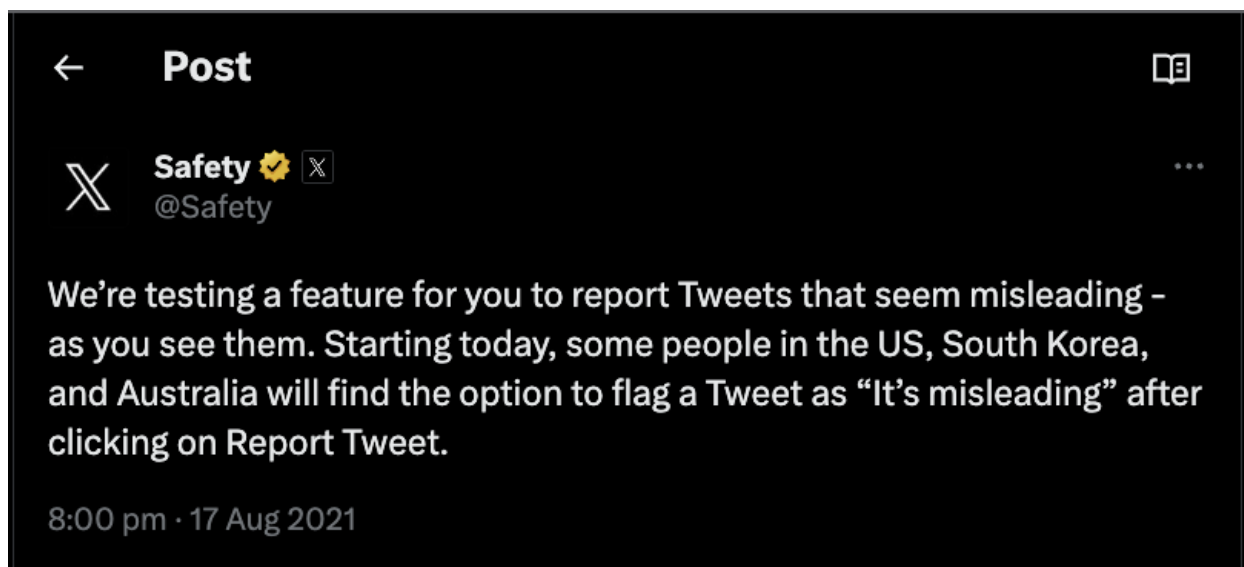 Post
Safety
@Safety
We’re testing a feature for you to report Tweets that seem misleading -
as you see them. Starting today, some people in the US, South Korea,
and Australia will find the option to flag a Tweet as “It’s misleading” after
clicking on Report Tweet.
8:00 pm · 17 Aug 2021